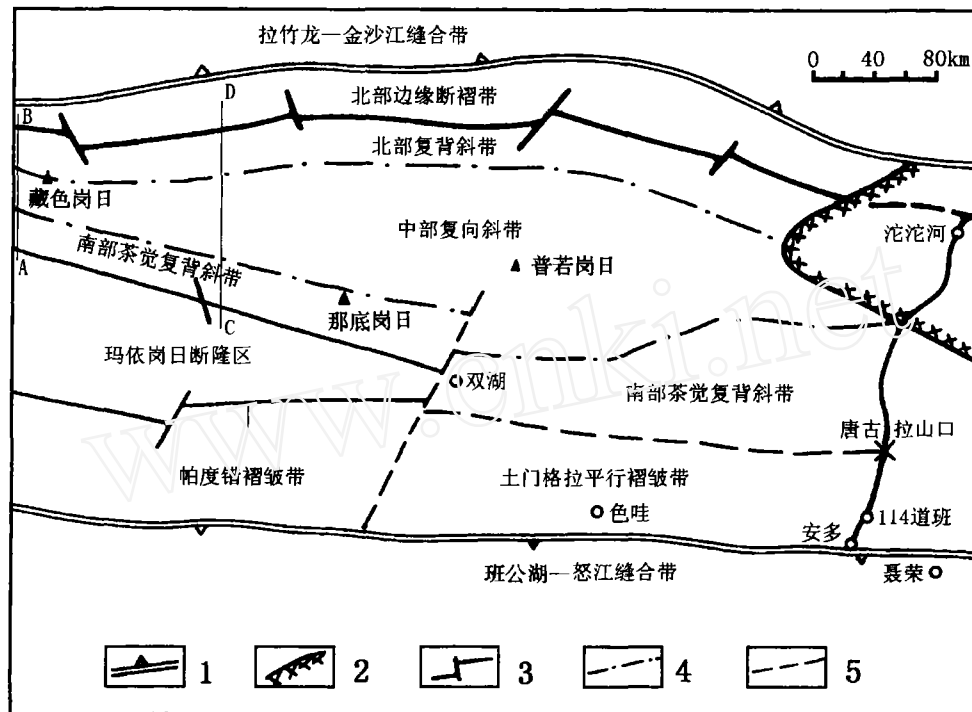 拉竹龙—金沙江缝合带
0 40 80km
D
北部边缘断褶带
B
北部复背斜带
藏色岗日
沱沱河
中部复向斜带
南部茶觉复背斜带
普若岗日
A
那底岗日
C
玛依岗日断隆区
双湖
南部茶觉复背斜带
唐古拉山口
www.cnki.net
帕度错褶皱带
土门格拉平行褶皱带
色哇
114道班
安多
班公湖—怒江缝合带
聂荣
1 2 3 4 5